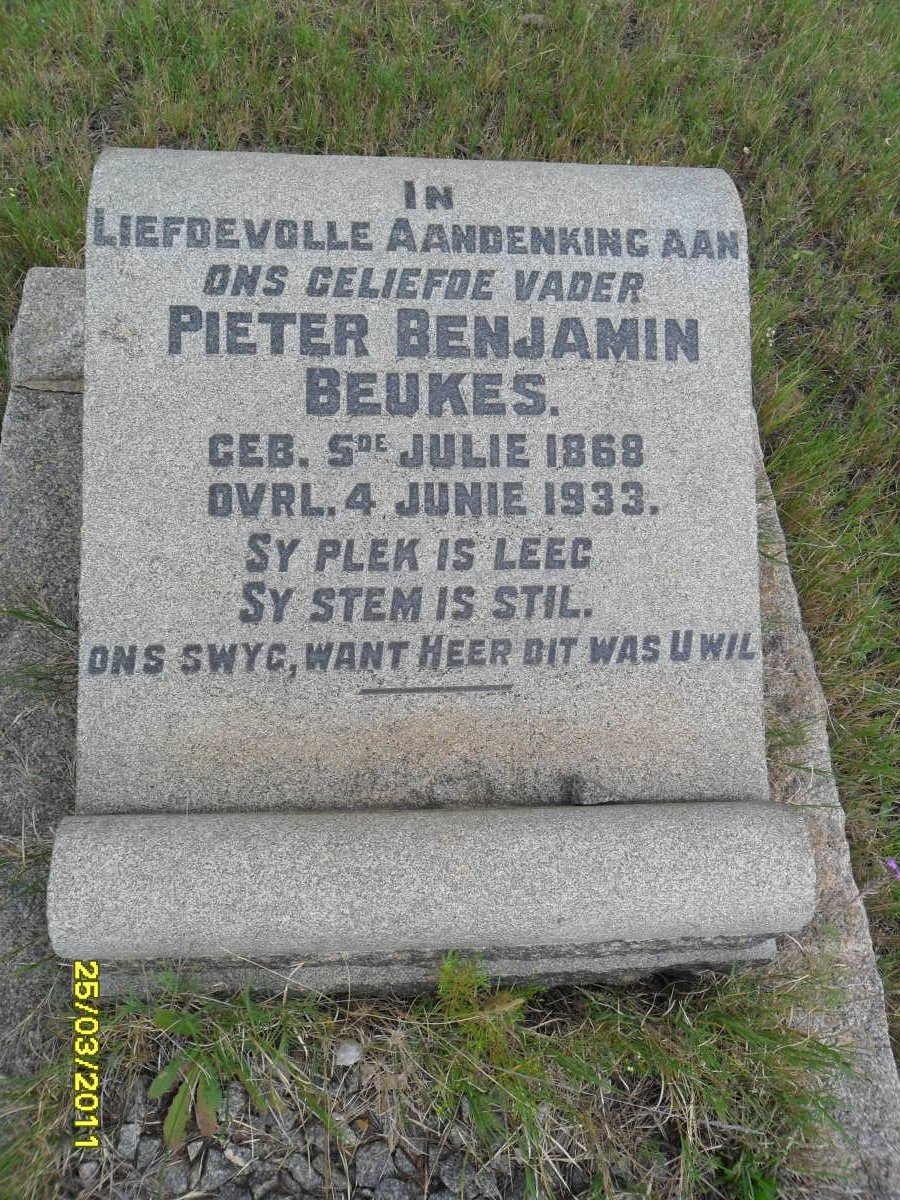 IN
LIEFDEVOLLE AANDENKING AAN
ONS GELIEFDE VADER
PIETER BENJAMIN
BEUKES.
GEB. 5DE JULIE 1868
OVRL. 4 JUNIE 1933.
SY PLEK IS LEEG
SY STEM IS STIL.
ONS SWYG, WANT HEER DIT WAS U WIL
25/03/2011